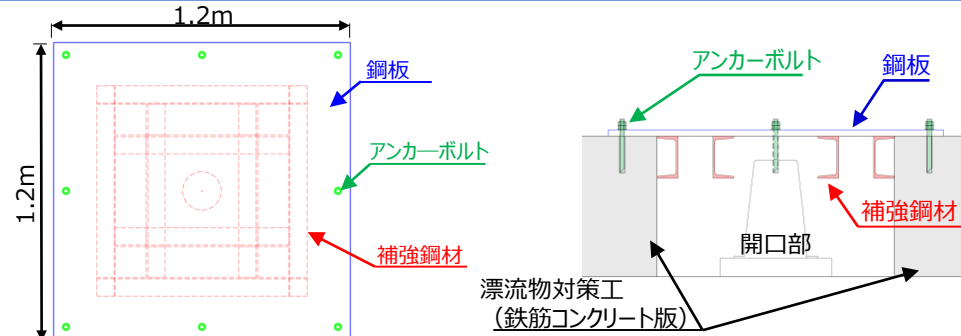 1.2m
鋼板
アンカーボルト
1.2m
補強鋼材
アンカーボルト
鋼板
補強鋼材
開口部
漂流物対策工
（鉄筋コンクリート版）